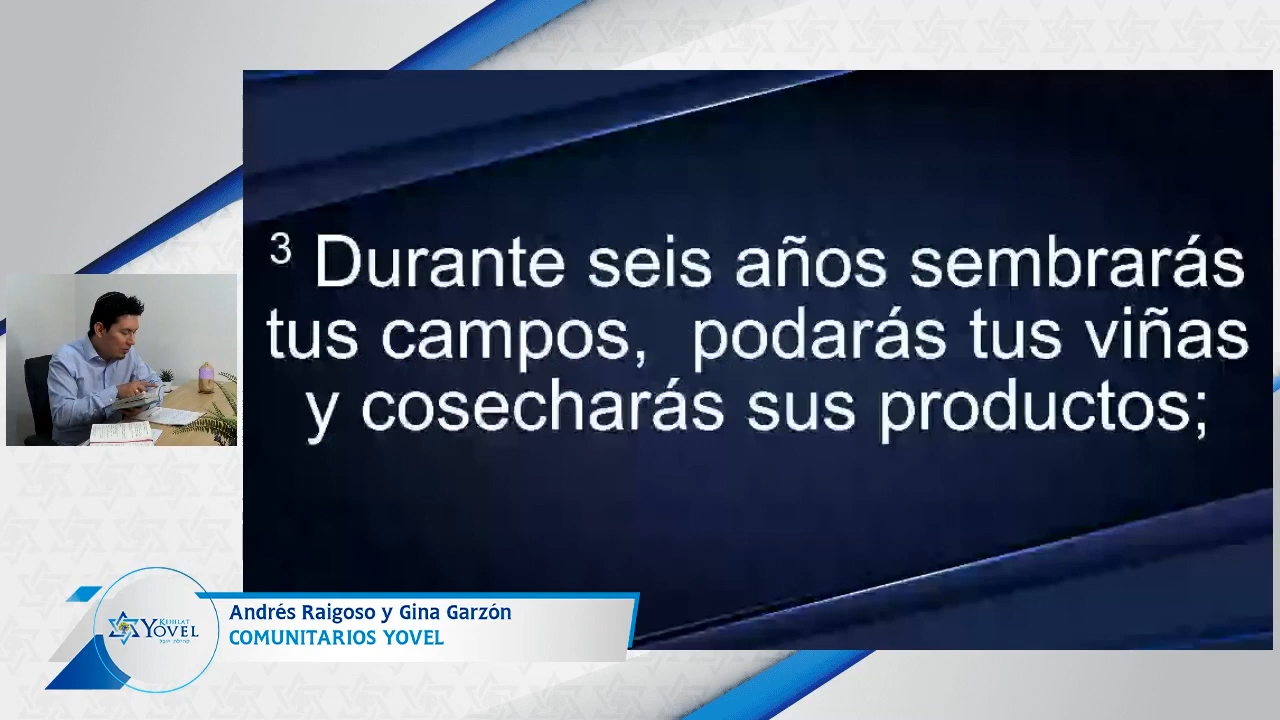 3 Durante seis años sembrarás
tus campos, podarás tus viñas
y cosecharás sus productos;
Andrés Raigoso y Gina Garzón
COMUNITARIOS YOVEL
KEHILAT
YOVEL